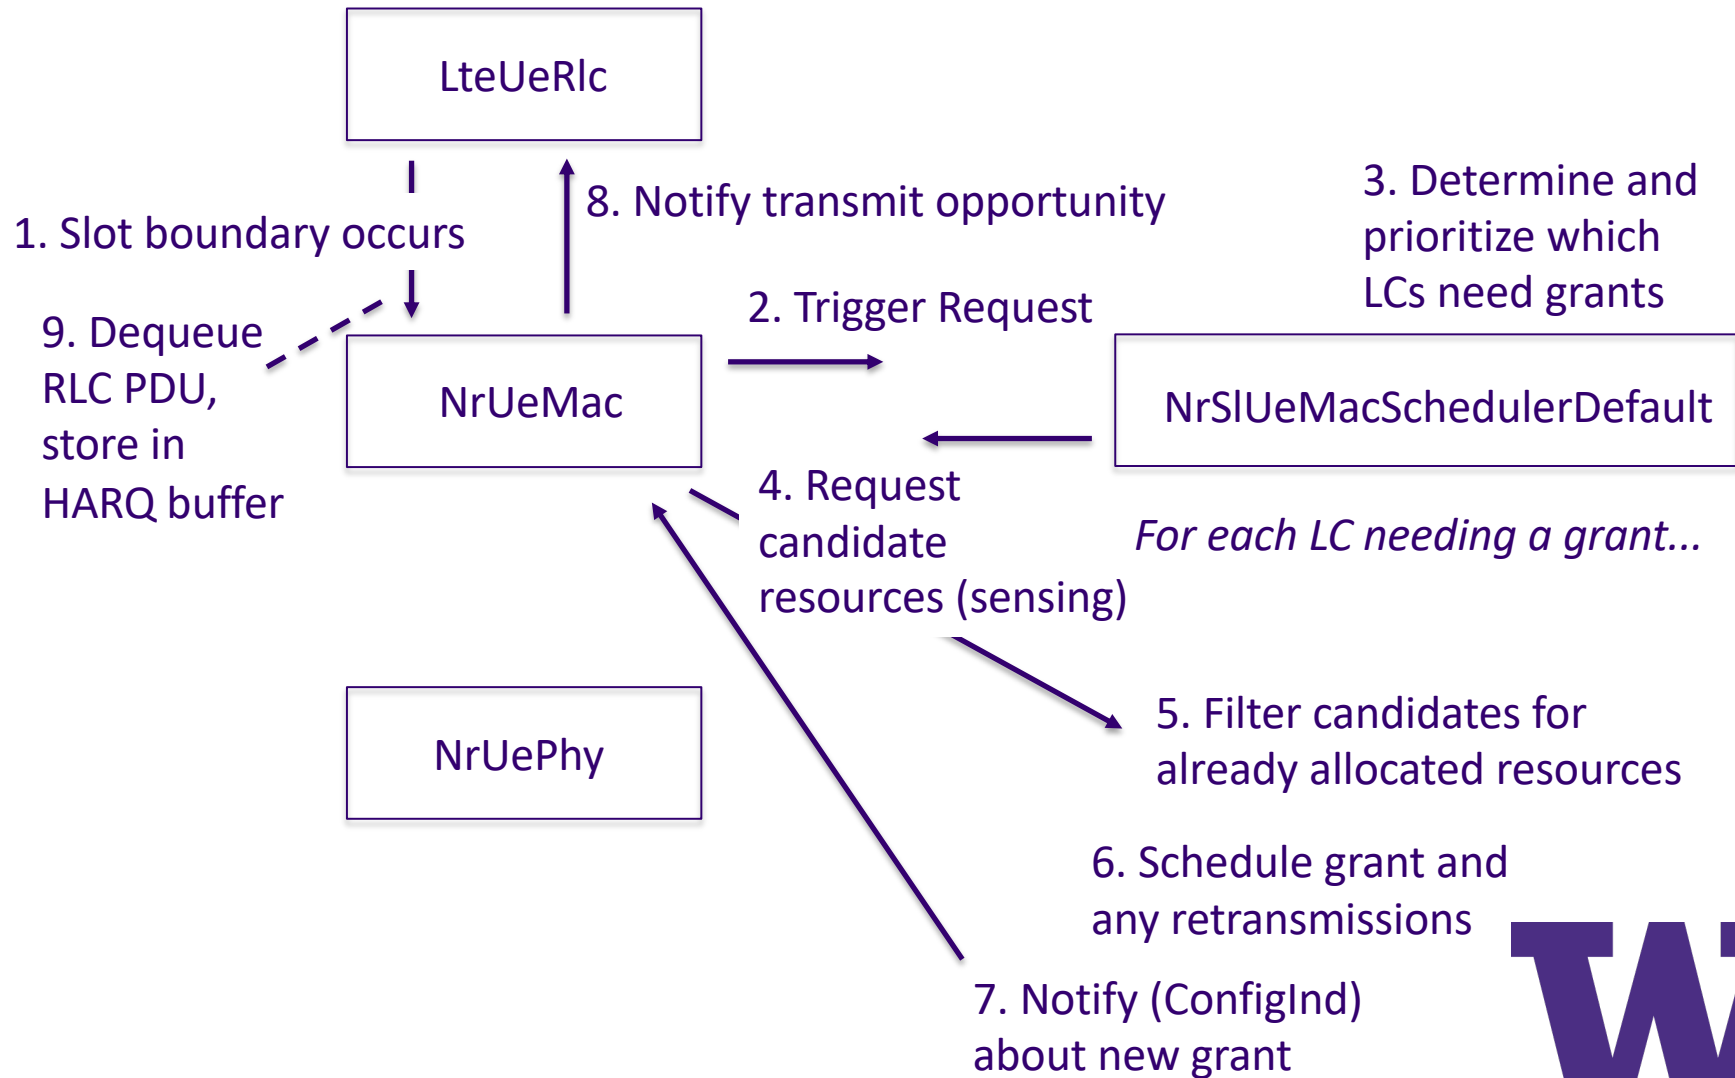 LteUeRlc
1. Slot boundary occurs
8. Notify transmit opportunity
3. Determine and
prioritize which
LCs need grants
2. Trigger Request
9. Dequeue
RLC PDU,
store in
HARQ buffer
NrUeMac
NrSlUeMacSchedulerDefault
4. Request
candidate
resources (sensing)
For each LC needing a grant...
NrUePhy
5. Filter candidates for
already allocated resources
6. Schedule grant and
any retransmissions
7. Notify (ConfigInd)
about new grant
W